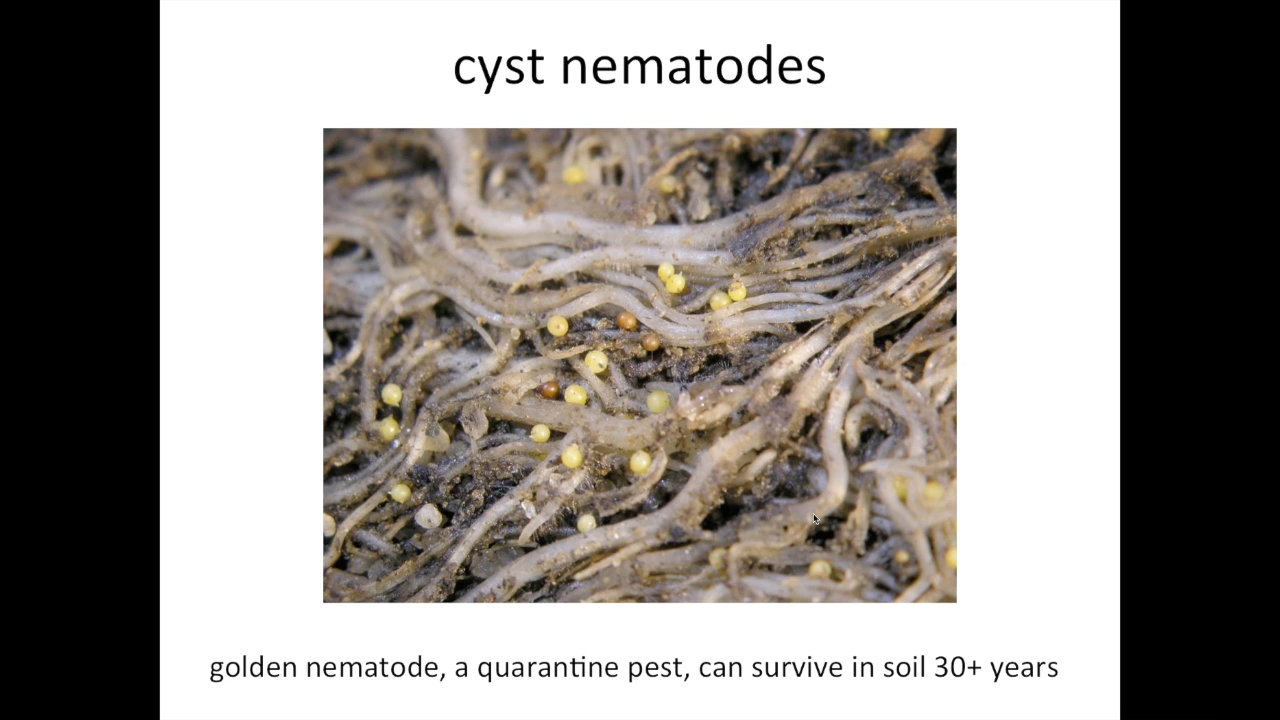 cyst nematodes
golden nematode, a quarantine pest, can survive in soil 30+ years